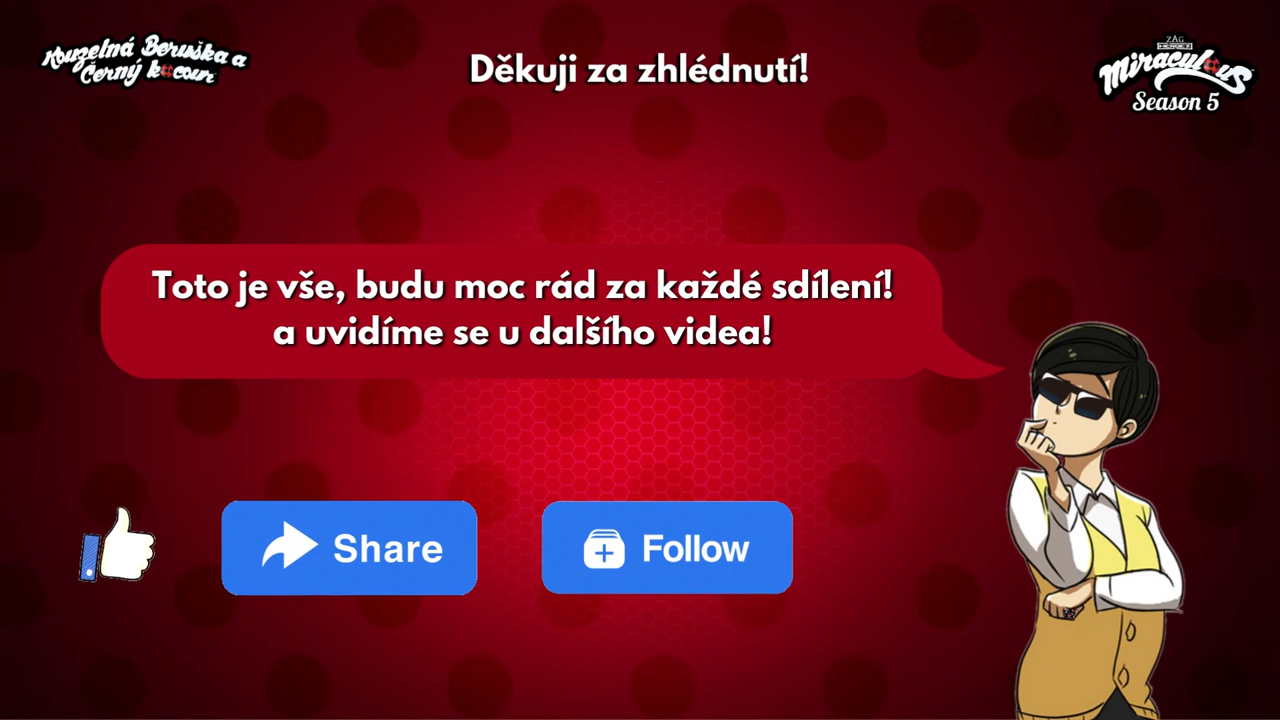 Kouzelná Beruška a
Černý kocour
Děkuji za zhlédnutí!
ZAG
HEROEZ
Miraculous
Season 5
Toto je vše, budu moc rád za každé sdílení!
a uvidíme se u dalšího videa!
Share
Follow